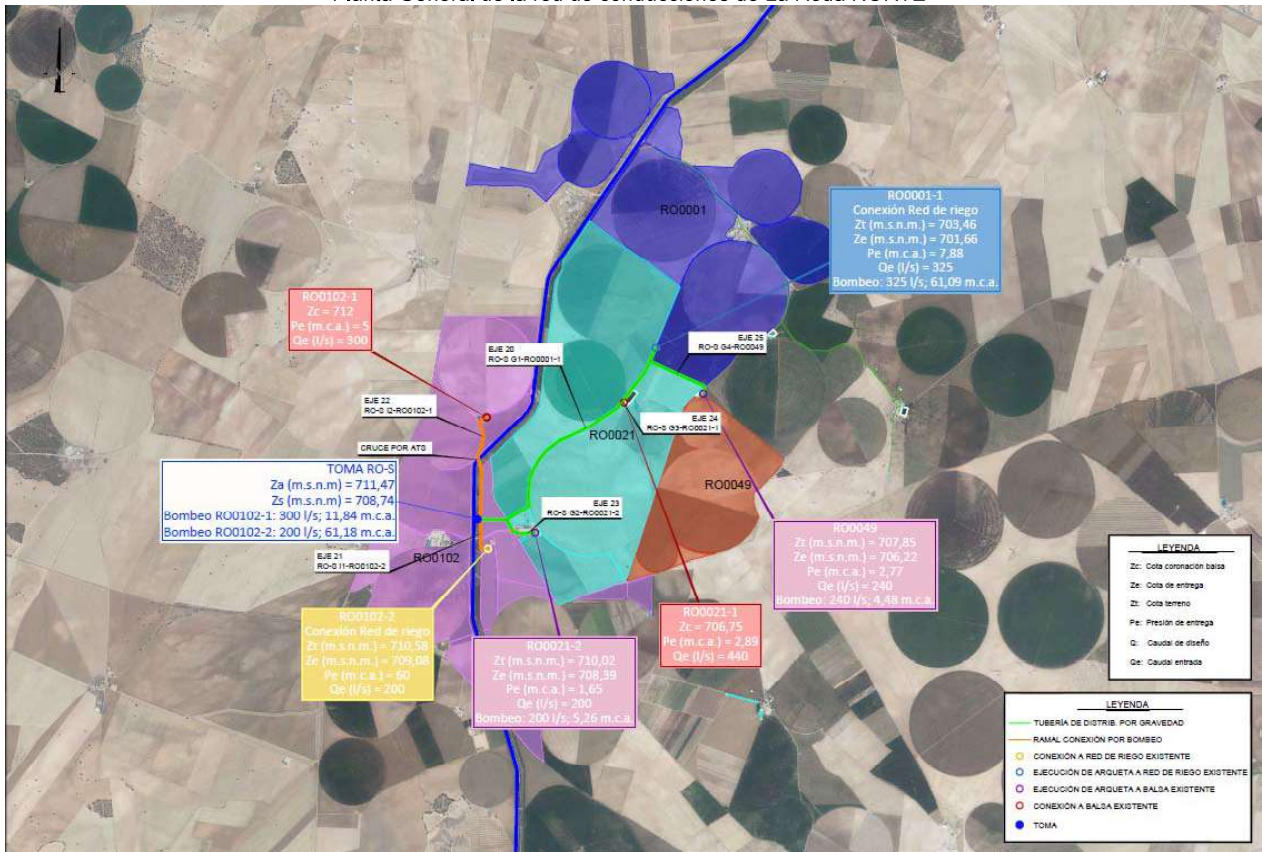 Planta General de la red de conducciones de La Roda NORTE
RO0001
RO0001-1
Conexión Red de riego
Zt (m.s.n.m.) = 703,46
Ze (m.s.n.m.) = 701,66
Pe (m.c.a.) = 7,88
Qe (l/s) = 325
Bombeo: 325 l/s; 61,09 m.c.a.
RO0102-1
Zc = 712
Pe (m.c.a.) = 5
Qe (l/s) = 300
EJE 20
RO-S G1-RO0001-1
EJE 25
RO-S G4-RO0049
EJE 22
RO-S I2-RO0102-1
EJE 24
RO-S G3-RO0021-1
RO0021
CRUCE POR ATS
TOMA RO-S
Za (m.s.n.m) = 711,47
Zs (m.s.n.m) = 708,74
Bombeo RO0102-1: 300 l/s; 11,84 m.c.a.
Bombeo RO0102-2: 200 l/s; 61,18 m.c.a.
RO0049
EJE 23
RO-S G2-RO0021-2
EJE 21
RO-S I1-RO0102-2
RO0102
RO0049
Zt (m.s.n.m.) = 707,85
Ze (m.s.n.m.) = 706,22
Pe (m.c.a.) = 2,77
Qe (l/s) = 240
Bombeo: 240 l/s; 4,48 m.c.a.
RO0102-2
Conexión Red de riego
Zt (m.s.n.m.) = 710,58
Ze (m.s.n.m.) = 709,08
Pe (m.c.a.) = 60
Qe (l/s) = 200
RO0021-2
Zt (m.s.n.m.) = 710,02
Ze (m.s.n.m.) = 708,39
Pe (m.c.a.) = 1,65
Qe (l/s) = 200
Bombeo: 200 l/s; 5,26 m.c.a.
RO0021-1
Zc = 706,75
Pe (m.c.a.) = 2,89
Qe (l/s) = 440
LEYENDA
Zc: Cota coronación balsa
Ze: Cota de entrega
Zt: Cota terreno
Pe: Presión de entrega
Q: Caudal de diseño
Qe: Caudal entrada
LEYENDA
TUBERÍA DE DISTRIB. POR GRAVEDAD
RAMAL CONEXIÓN POR BOMBEO
CONEXIÓN A RED DE RIEGO EXISTENTE
EJECUCIÓN DE ARQUETA A RED DE RIEGO EXISTENTE
EJECUCIÓN DE ARQUETA A BALSA EXISTENTE
CONEXIÓN A BALSA EXISTENTE
TOMA